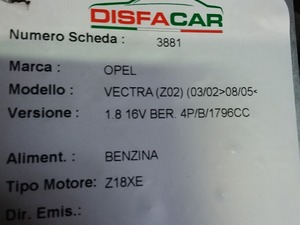 DISFACAR
Numero Scheda : 3881
Marca : OPEL
Modello : VECTRA (Z02) (03/02>08/05<
Versione : 1.8 16V BER. 4P/B/1796CC
Aliment. : BENZINA
Tipo Motore: Z18XE
Dir. Emis.: